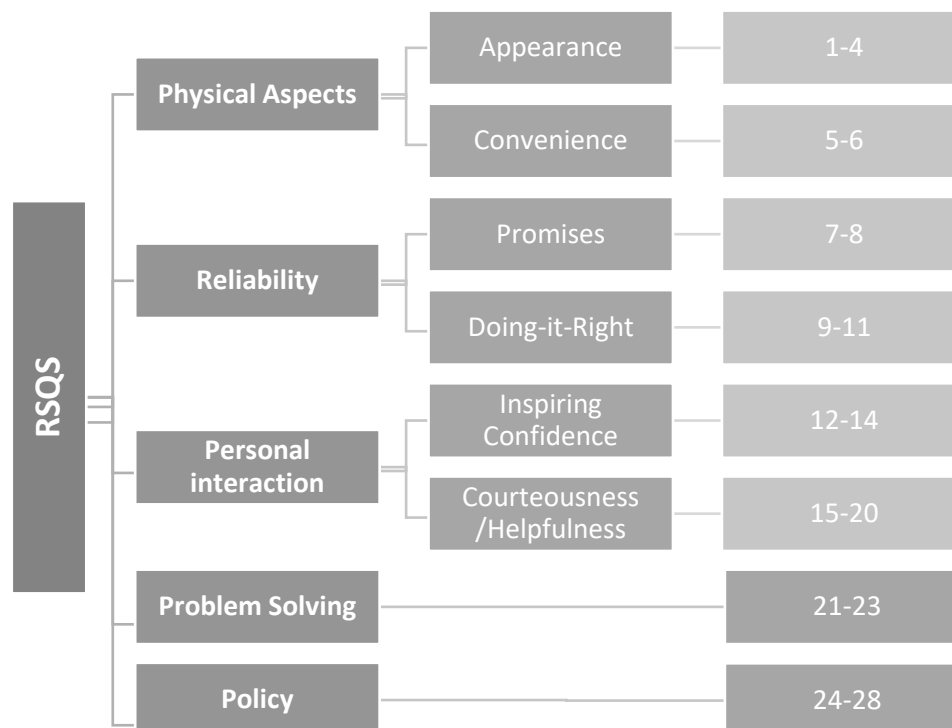 RSQS
Physical Aspects
Appearance
1-4
Convenience
5-6
Reliability
Promises
7-8
Doing-it-Right
9-11
Personal
interaction
Inspiring
Confidence
12-14
Courteousness
/Helpfulness
15-20
Problem Solving
21-23
Policy
24-28